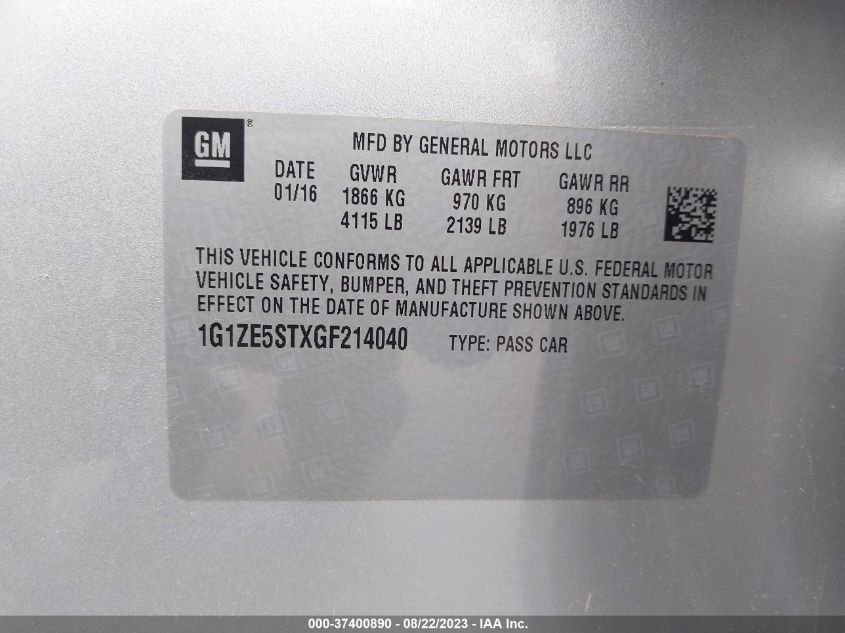 GM®
MFD BY GENERAL MOTORS LLC
DATE GVWR GAWR FRT GAWR RR
01/16 1866 KG 970 KG 896 KG
4115 LB 2139 LB 1976 LB
THIS VEHICLE CONFORMS TO ALL APPLICABLE U.S. FEDERAL MOTOR
VEHICLE SAFETY, BUMPER, AND THEFT PREVENTION STANDARDS IN
EFFECT ON THE DATE OF MANUFACTURE SHOWN ABOVE.
1G1ZE5STXGF214040 TYPE: PASS CAR
000-37400890 - 08/22/2023 - IAA Inc.